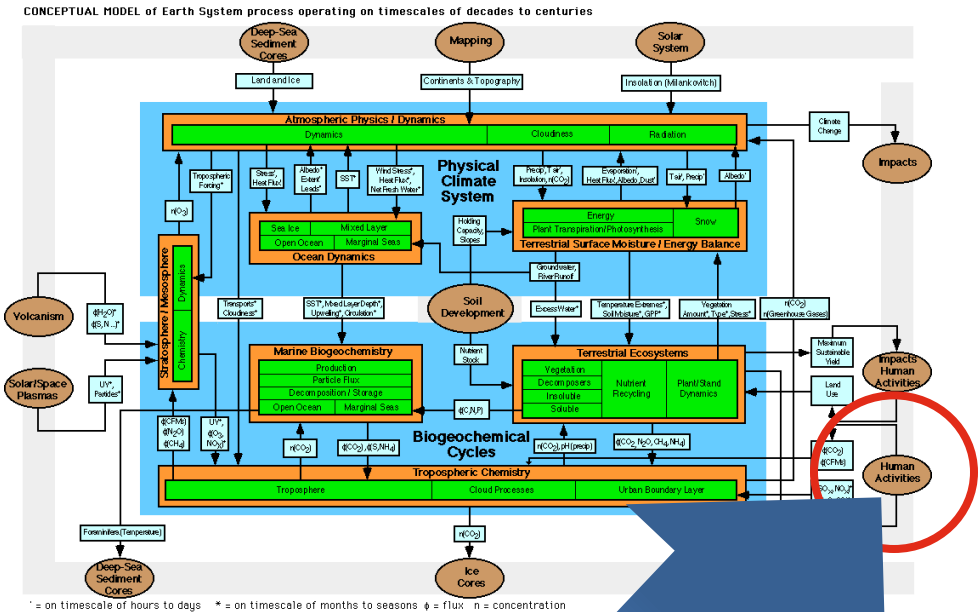 CONCEPTUAL MODEL of Earth System process operating on timescales of decades to centuries
Deep-Sea
Sediment
Cores
Mapping
Solar
System
Land and Ice
Continents & Topography
Insolation (Milankovitch)
Atmospheric Physics / Dynamics
Dynamics
Cloudiness
Radiation
Climate
Change
Impacts
Tropospheric
Forcing*
Stress',
Heat Flux'
Albedo*
Extent'
Leads*
SST*
Wind Stress*,
Heat Flux*,
Net Fresh Water*
Physical
Climate
System
Precip', T air',
Insolation, n(CO2)
Evaporation',
Heat Flux, Albedo, Dust'
T air', Precip'
Albedo'
n(O3)
Sea Ice
Mixed Layer
Open Ocean
Marginal Seas
Ocean Dynamics
Holding
Capacity,
Slopes
Energy
Plant Transpiration/Photosynthesis
Snow
Terrestrial Surface Moisture / Energy Balance
Stratosphere / Mesosphere
Dynamics
Chemistry
Groundwater,
River Runoff
Volcanism
ϕ(H2O)*
ϕ(S, N ...)*
Transports*
Cloudiness*
SST*, Mixed Layer Depth*,
Upwelling*, Circulation*
Soil
Development
Excess Water*
Temperature Extremes*,
Soil Moisture*, GPP*
Vegetation
Amount*, Type*, Stress*
n(CO2)
n(Greenhouse Gases)
Nutrient
Stock
Maximum
Sustainable
Yield
Impacts
Human
Activities
Solar/Space
Plasmas
UV*,
Particles*
Marine Biogeochemistry
Production
Particle Flux
Decomposition / Storage
Open Ocean
Marginal Seas
ϕ(C,N,P)
Terrestrial Ecosystems
Vegetation
Decomposers
Insoluble
Soluble
Nutrient
Recycling
Plant/Stand
Dynamics
Land
Use
ϕ(CFMs)
ϕ(N2O)
ϕ(CH4)
UV*,
ϕ(O3,
NOX)*
n(CO2)
ϕ(CO2), ϕ(S,NH4)
Biogeochemical
Cycles
n(CO2), pH (precip)
ϕ(CO2, N2O, CH4, NH4)
ϕ(CO2)
ϕ(CFMs)
Human
Activities
Tropospheric Chemistry
Troposphere
Cloud Processes
Urban Boundary Layer
Foraminifera,(Temperature)
n(CO2)
Deep-Sea
Sediment
Cores
Ice
Cores
' = on timescale of hours to days * = on timescale of months to seasons ϕ = flux n = concentration